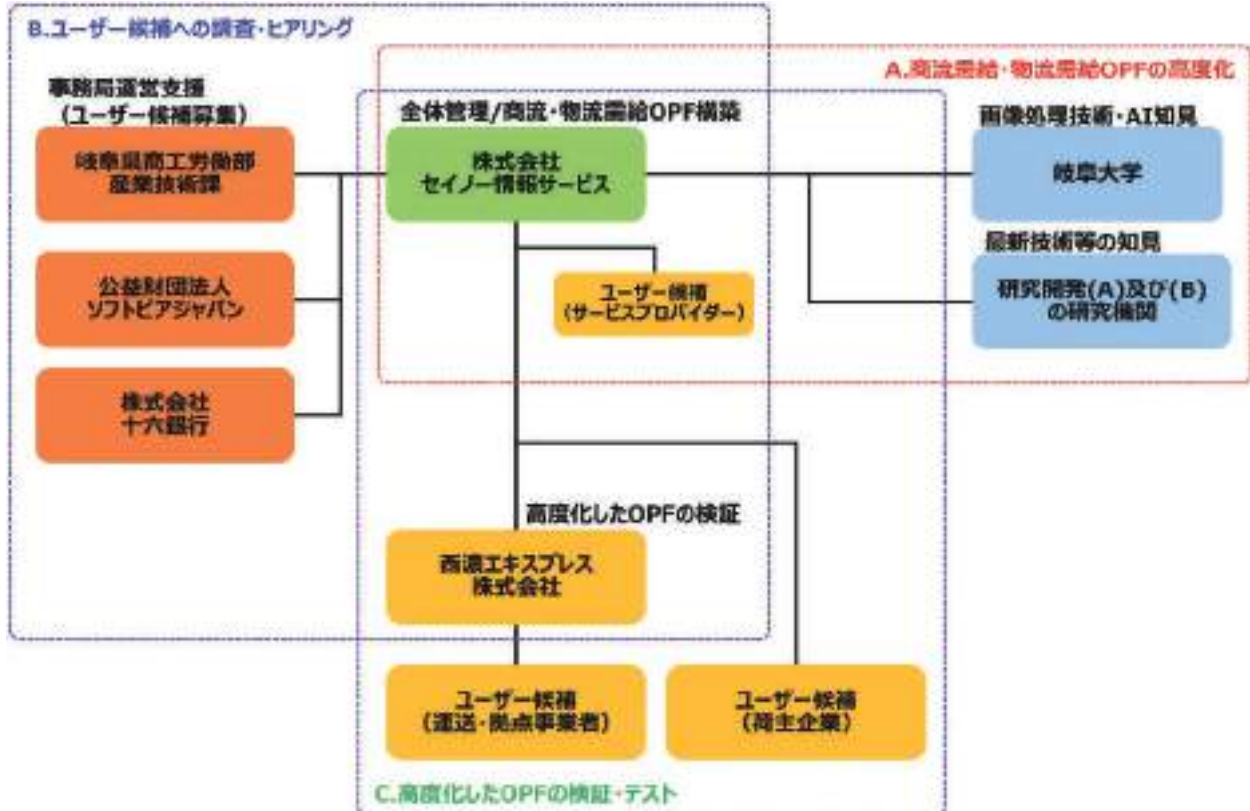 B.ユーザー候補への調査・ヒアリング
A.商流需給・物流需給OPFの高度化
事務局運営支援
(ユーザー候補募集)
全体管理/商流・物流需給OPF構築
画像処理技術・AI知見
岐阜県商工労働部
産業技術課
株式会社
セイノー情報サービス
岐阜大学
最新技術等の知見
公益財団法人
ソフトピアジャパン
ユーザー候補
(サービスプロバイダー)
研究開発(A)及び(B)
の研究機関
株式会社
十六銀行
高度化したOPFの検証
西濃エキスプレス
株式会社
ユーザー候補
(運送・拠点事業者)
ユーザー候補
(荷主企業)
C.高度化したOPFの検証・テスト